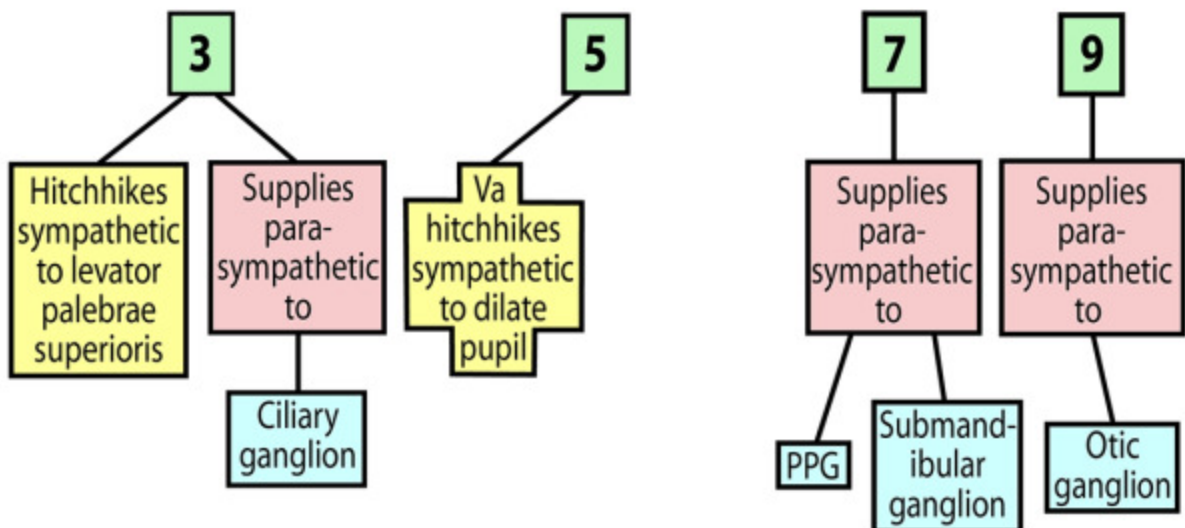 3
5
7
9
Hitchhikes
sympathetic
to levator
palebrae
superioris
Supplies
para-
sympathetic
to
Va
hitchhikes
sympathetic
to dilate
pupil
Supplies
para-
sympathetic
to
Supplies
para-
sympathetic
to
Ciliary
ganglion
PPG
Submand-
ibular
ganglion
Otic
ganglion